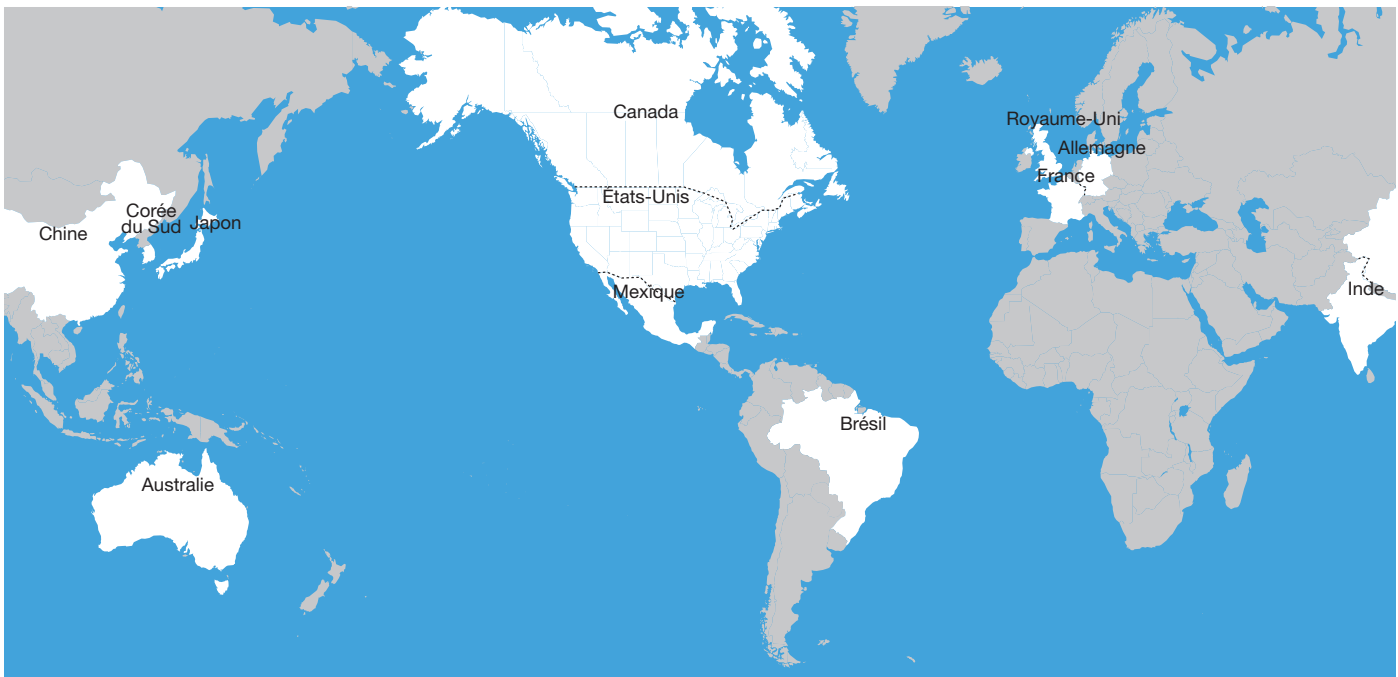 Canada
Royaume-Uni
Allemagne
France
États-Unis
Corée
du Sud
Japon
Chine
Mexique
Inde
Brésil
Australie